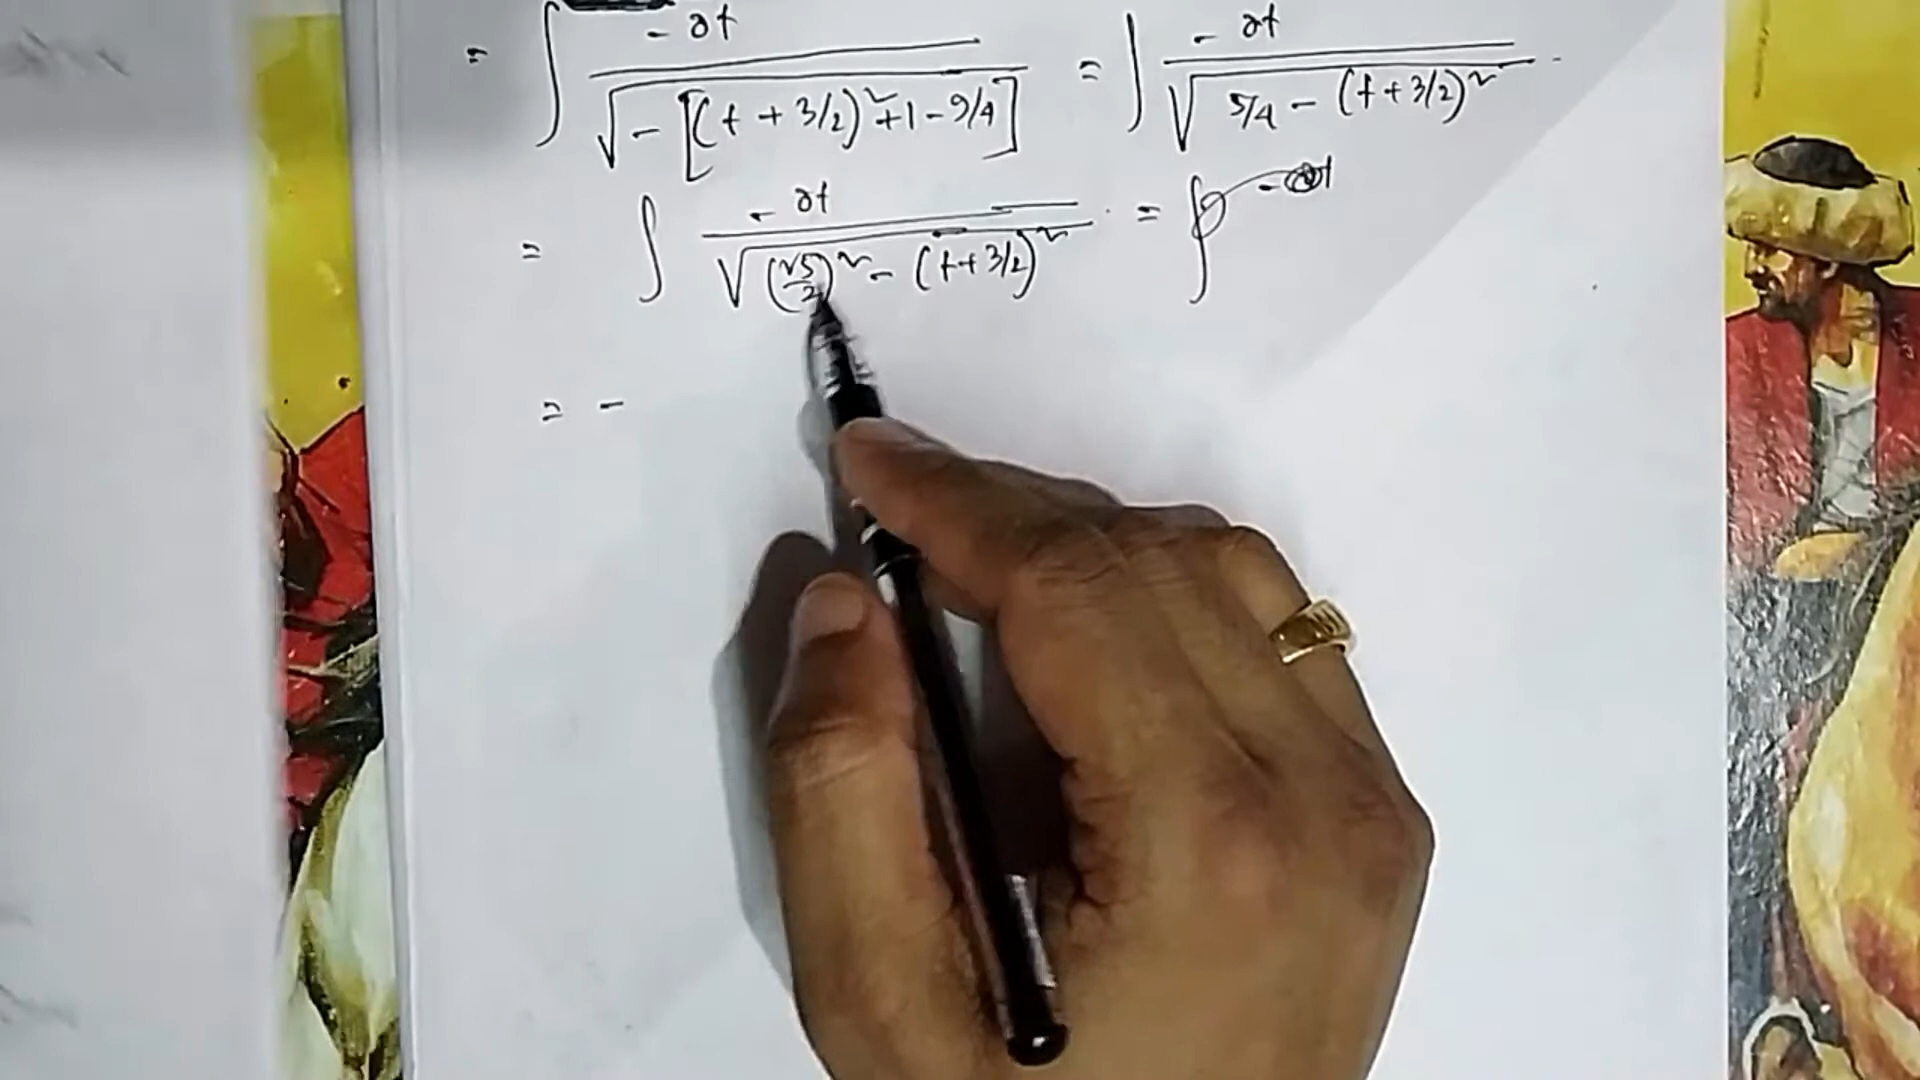 = ∫ -dt / √(-[(t + 3/2)² + 1 - 9/4]) = ∫ -dt / √(5/4 - (t + 3/2)²) .
= ∫ -dt / √((√5/2)² - (t + 3/2)²) . = ∫ -dt
= -